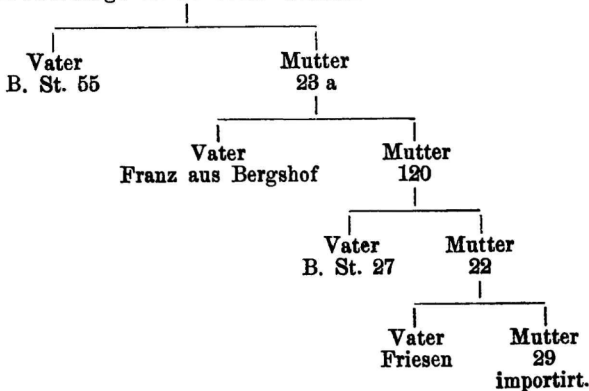 Vater Mutter
B. St. 55 23 a
Vater Mutter
Franz aus Bergshof 120
Vater Mutter
B. St. 27 22
Vater Mutter
Friesen 29
importirt.